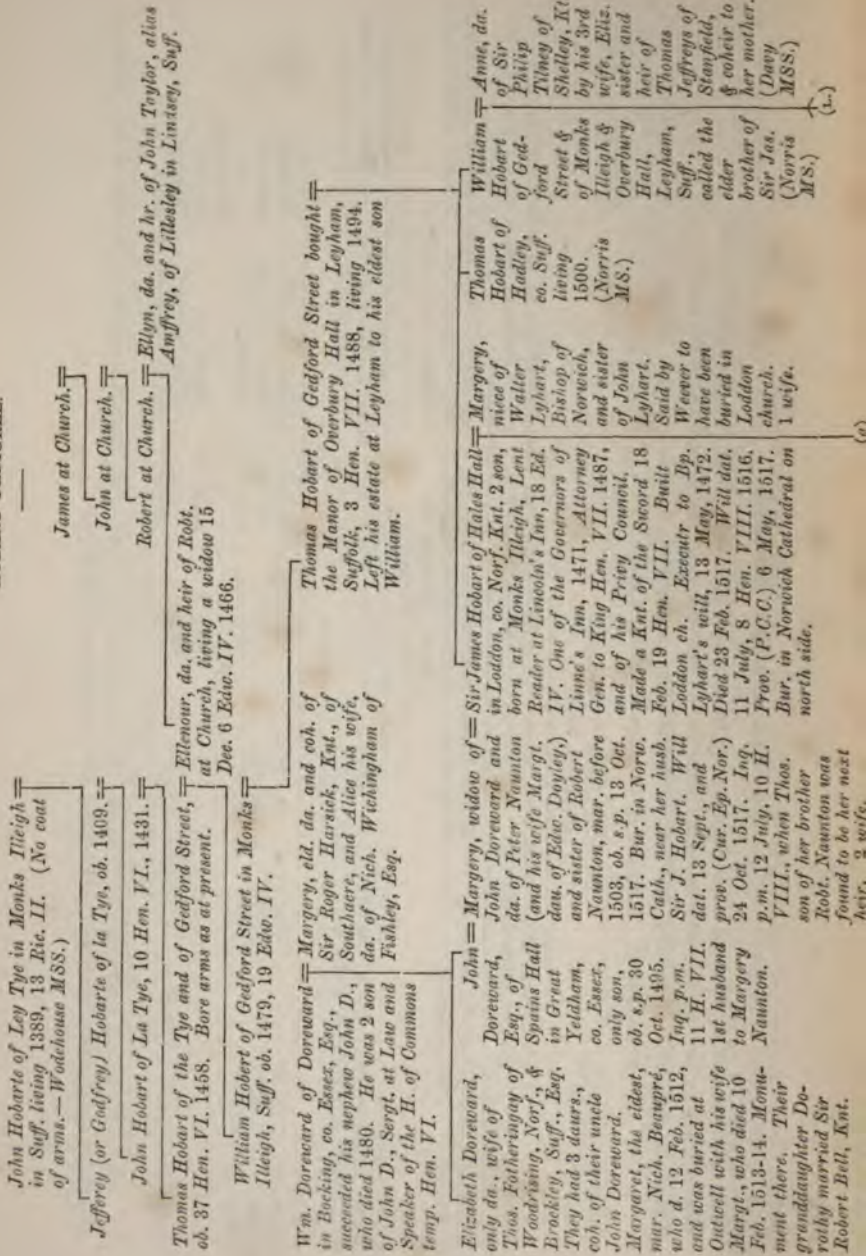 John Hobarte of Ley Tye in Monks Illeigh
in Suff. living 1389, 13 Ric. II. (No coat
of arms.—Wodehouse MSS.)
Jefferey (or Godfrey) Hobarte of la Tye, ob. 1409.
John Hobart of La Tye, 10 Hen. VI., 1431.
Thomas Hobart of the Tye and of Gedford Street,
ob. 37 Hen. VI. 1458. Bore arms as at present.
James at Church.
John at Church.
Robert at Church.
Ellyn, da. and hr. of John Taylor, alias
Amffrey, of Lillesley in Lintsey, Suff.
Ellenour, da. and heir of Robt.
at Church, living a widow 15
Dec. 6 Edw. IV. 1466.
William Hobert of Gedford Street in Monks
Illeigh, Suff. ob. 1479, 19 Edw. IV.
Wm. Doreward of Doreward
in Bocking, co. Essex, Esq.,
succeeded his nephew John D.,
who died 1480. He was 2 son
of John D., Sergt. at Law and
Speaker of the H. of Commons
temp. Hen. VI.
Margery, eld. da. and coh. of
Sir Roger Harsick, Knt., of
Southacre, and Alice his wife,
da. of Nich. Wichingham of
Fishley, Esq.
Thomas Hobart of Gedford Street bought
the Manor of Overbury Hall in Leyham,
Suffolk, 3 Hen. VII. 1488, living 1494.
Left his estate at Leyham to his eldest son
William.
Elizabeth Doreward,
only da., wife of
Thos. Fotheringay of
Woodrising, Norf., &
Brockley, Suff., Esq.
They had 3 daurs.,
coh. of their uncle
John Doreward.
Margaret, the eldest,
mar. Nich. Beaupré,
who d. 12 Feb. 1512,
and was buried at
Outwell with his wife
Margt., who died 10
Feb. 1513-14. Monu-
ment there. Their
granddaughter Do-
rothy married Sir
Robert Bell, Knt.
John
Doreward,
Esq., of
Spains Hall
in Great
Yeldham,
co. Essex,
only son,
ob. s.p. 30
Oct. 1495.
Inq. p.m.
11 H. VII.
1st husband
to Margery
Naunton.
Margery, widow of
John Doreward and
da. of Peter Naunton
(and his wife Margt.
dau. of Edw. Doyley,)
and sister of Robert
Naunton, mar. before
1503, ob. s.p. 13 Oct.
1517. Bur. in Norw.
Cath., near her husb.
Sir J. Hobart. Will
dat. 13 Sept., and
prov. (Cur. Ep. Nor.)
24 Oct. 1517. Inq.
p.m. 12 July, 10 H.
VIII., when Thos.
son of her brother
Robt. Naunton was
found to be her next
heir. 2 wife.
Sir James Hobart of Hales Hall
in Loddon, co. Norf. Knt. 2 son,
born at Monks Illeigh, Lent
Reader at Lincoln's Inn, 18 Ed.
IV. One of the Governors of
Linne's Inn, 1471, Attorney
Gen. to King Hen. VII. 1487,
and of his Privy Council.
Made a Knt. of the Sword 18
Feb. 19 Hen. VII. Built
Loddon ch. Executr to Bp.
Lyhart's will, 13 May, 1472.
Died 23 Feb. 1517. Will dat.
11 July, 8 Hen. VIII. 1516,
Prov. (P.C.C.) 6 May, 1517.
Bur. in Norwich Cathedral on
north side.
Margery,
niece of
Walter
Lyhart,
Bishop of
Norwich,
and sister
of John
Lyhart.
Said by
Weever to
have been
buried in
Loddon
church.
1 wife.
Thomas
Hobart of
Hadley,
co. Suff.
living
1500.
(Norris
MS.)
William
Hobart
of Ged-
ford
Street &
of Monks
Illeigh &
Overbury
Hall,
Leyham,
Suff.,
called the
elder
brother of
Sir Jas.
(Norris
MS.)
Anne, da.
of Sir
Philip
Tilney of
Shelley, Kt
by his 3rd
wife, Eliz.
sister and
heir of
Thomas
Jeffreys of
Stanfield,
& coheir to
her mother.
(Davy
MSS.)